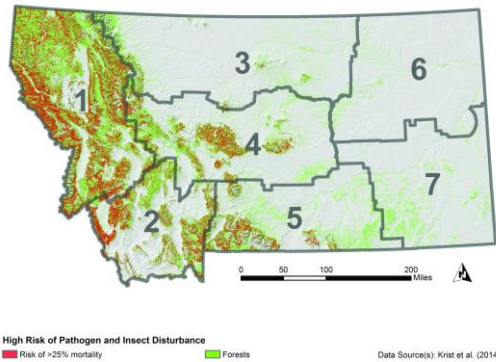 3
6
1
4
7
2
5
0 50 100 200
Miles
N
High Risk of Pathogen and Insect Disturbance
Risk of >25% mortality Forests Data Source(s): Krist et al. (2014